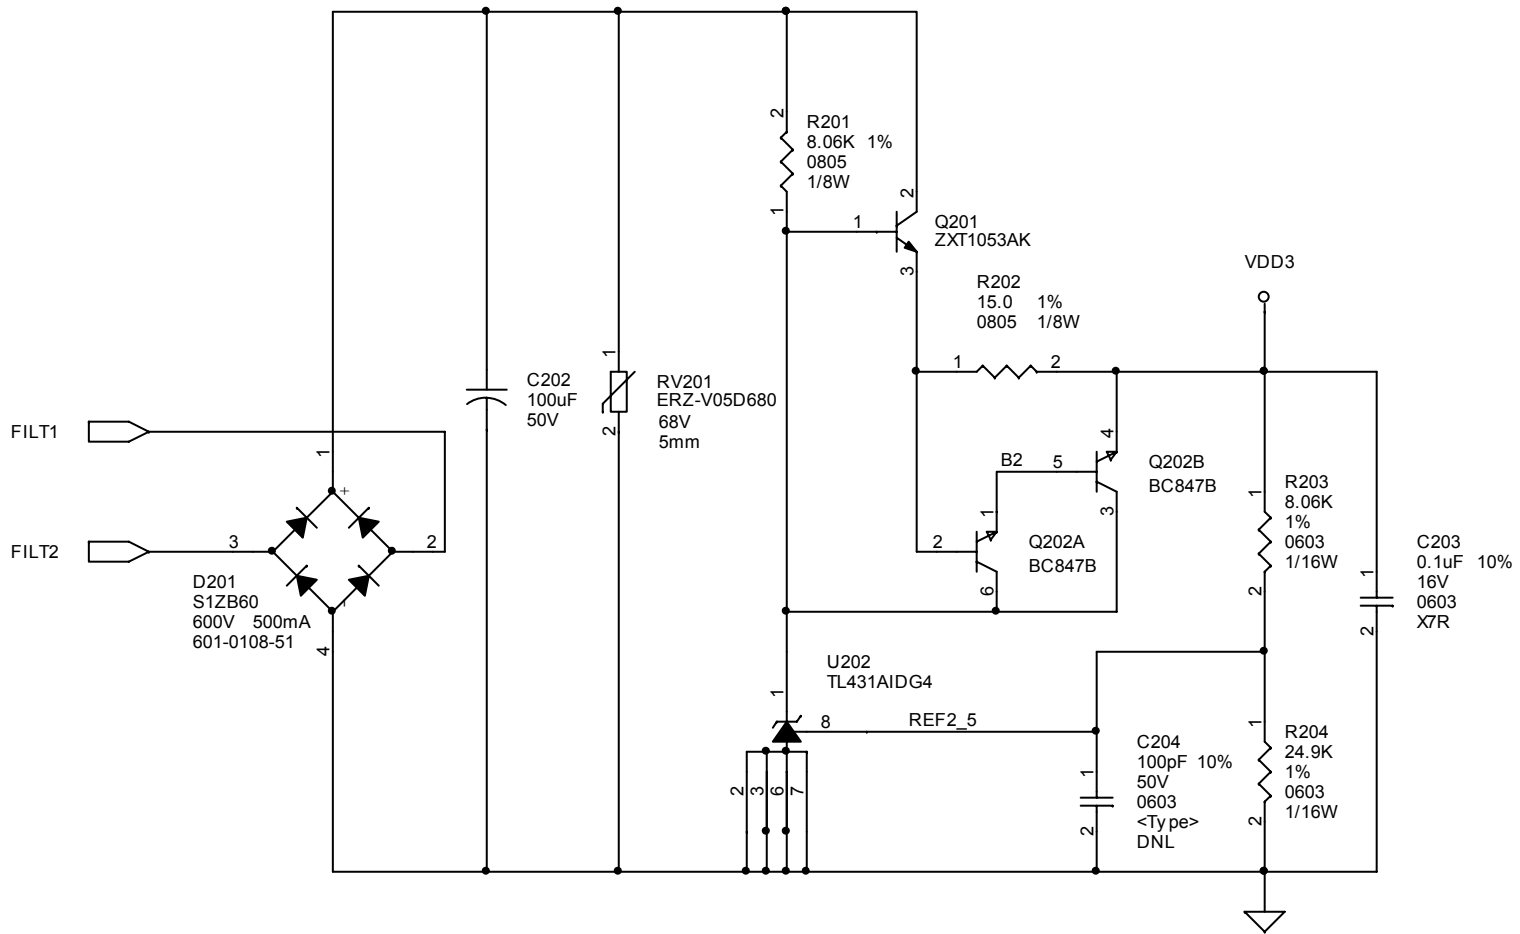 2
R201
8.06K 1%
0805
1/8W
1
1
2
Q201
ZXT1053AK
3
VDD3
R202
15.0 1%
0805 1/8W
1
2
C202
100uF
50V
1
2
RV201
ERZ-V05D680
68V
5mm
FILT1
FILT2
1
+
3
2
-
4
D201
S1ZB60
600V 500mA
601-0108-51
B2
5
4
3
Q202B
BC847B
2
1
6
Q202A
BC847B
1
R203
8.06K
1%
0603
1/16W
2
1
C203
0.1uF 10%
16V
0603
X7R
2
U202
TL431AIDG4
1
8
REF2_5
2
3
6
7
1
C204
100pF 10%
50V
0603
<Type>
DNL
2
1
R204
24.9K
1%
0603
1/16W
2